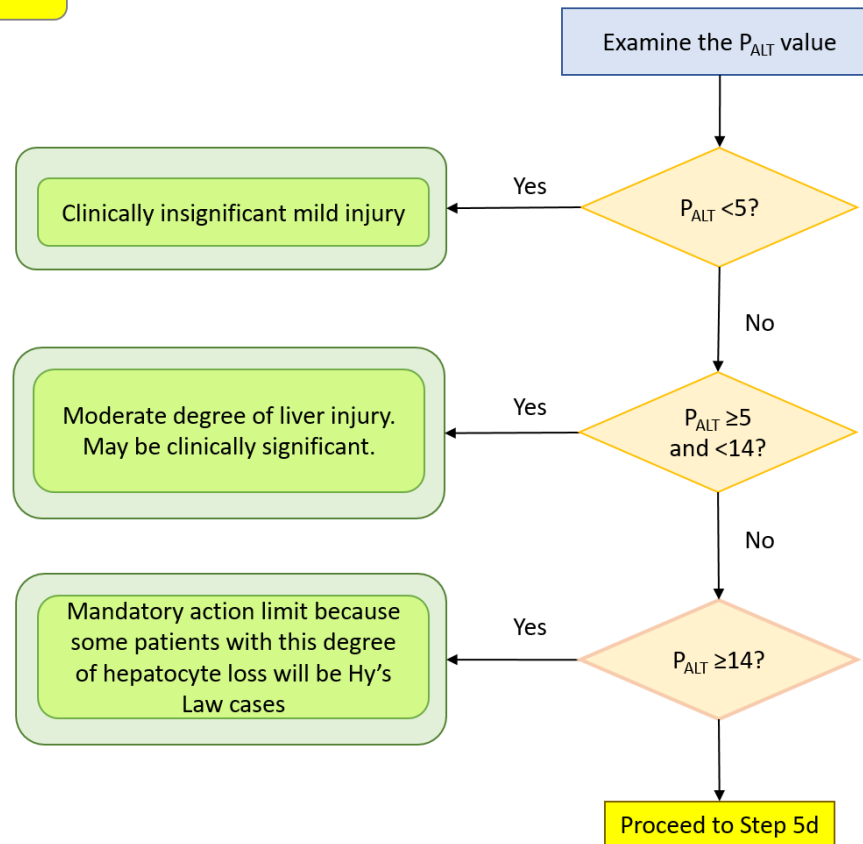 Examine the PALT value
Yes
PALT <5?
Clinically insignificant mild injury
No
Yes
PALT ≥5
and <14?
Moderate degree of liver injury.
May be clinically significant.
No
Yes
PALT ≥14?
Mandatory action limit because
some patients with this degree
of hepatocyte loss will be Hy’s
Law cases
Proceed to Step 5d